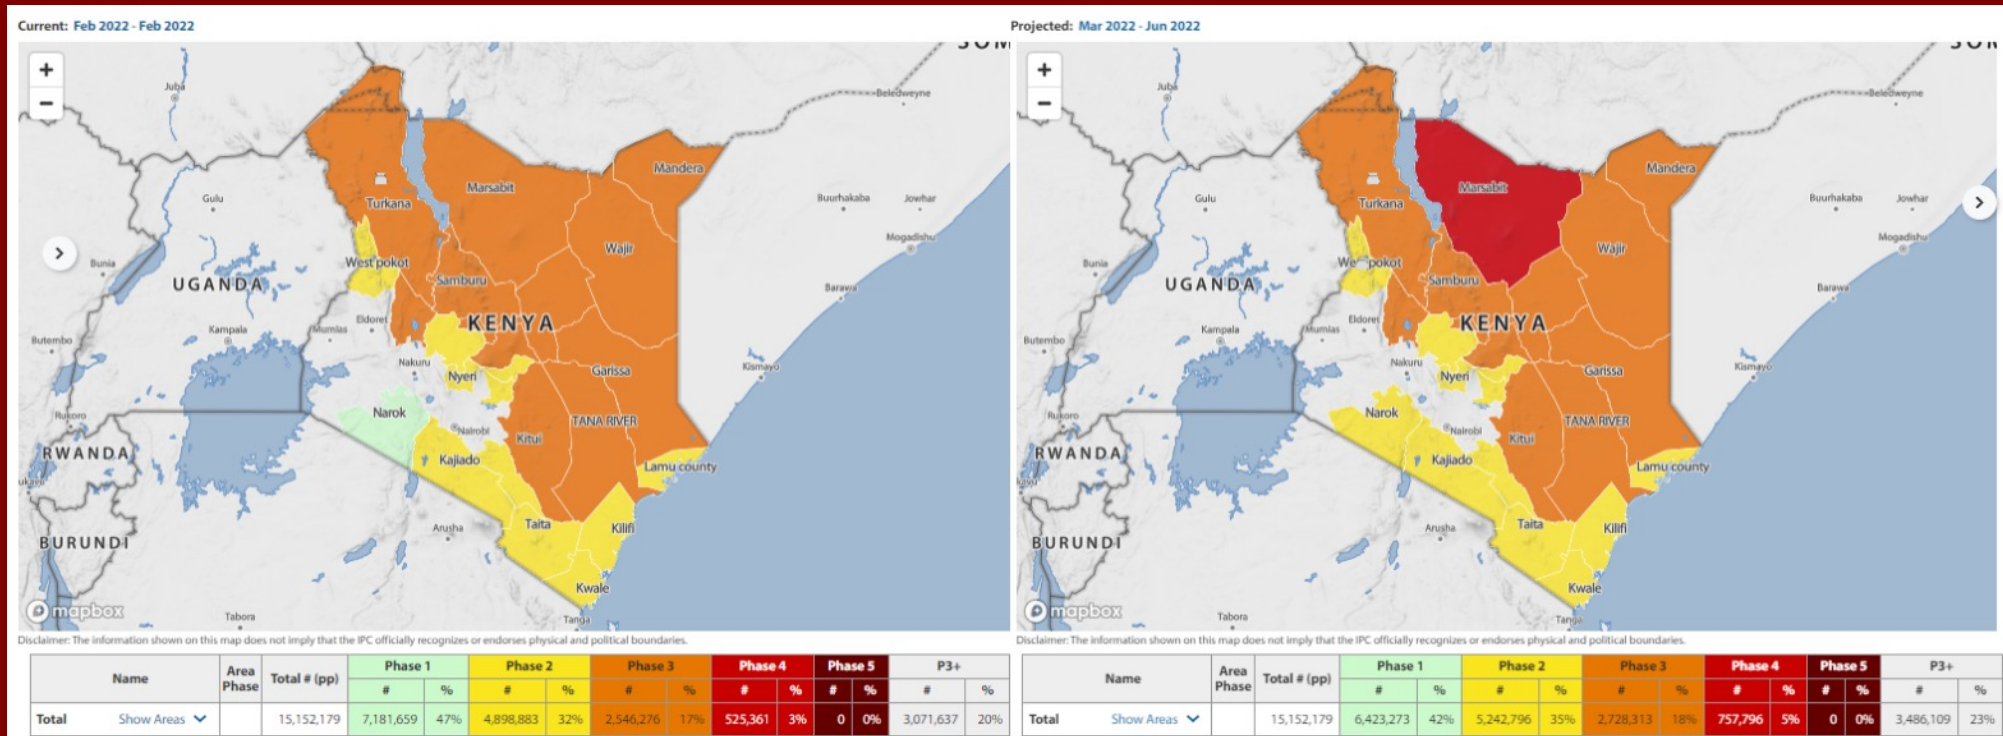 Current: Feb 2022 - Feb 2022
+
−
Juba
Beledweyne
Mandera
Marsabit
Turkana
Gulu
Buurhakaba
Jowhar
Mogadishu
Wajir
Bunia
West pokot
UGANDA
Samburu
Barawa
KENYA
Eldoret
Kampala
Mumias
Butembo
Nakuru
Nyeri
Garissa
Kismayo
Narok
Rukoro
Nairobi
TANA RIVER
Kitui
RWANDA
Kajiado
Lamu county
Arusha
Taita
Kilifi
BURUNDI
Kwale
mapbox
Tabora
Tanga
Disclaimer: The information shown on this map does not imply that the IPC officially recognizes or endorses physical and political boundaries.
Name Area Phase Total # (pp) Phase 1 Phase 2 Phase 3 Phase 4 Phase 5 P3+
# % # % # % # % # % # %
Total Show Areas 15,152,179 7,181,659 47% 4,898,883 32% 2,546,276 17% 525,361 3% 0 0% 3,071,637 20%
Projected: Mar 2022 - Jun 2022
+
−
Juba
Beledweyne
Mandera
Marsabit
Turkana
Gulu
Buurhakaba
Jowhar
Mogadishu
Wajir
Bunia
UGANDA
Samburu
Barawa
KENYA
Eldoret
Kampala
Mumias
Butembo
Nakuru
Nyeri
Garissa
Kismayo
Narok
Rukoro
Nairobi
TANA RIVER
Kitui
RWANDA
Kajiado
Lamu county
Arusha
Taita
Kilifi
BURUNDI
Kwale
mapbox
Tabora
Tanga
Disclaimer: The information shown on this map does not imply that the IPC officially recognizes or endorses physical and political boundaries.
Name Area Phase Total # (pp) Phase 1 Phase 2 Phase 3 Phase 4 Phase 5 P3+
# % # % # % # % # % # %
Total Show Areas 15,152,179 6,423,273 42% 5,242,796 35% 2,728,313 18% 757,796 5% 0 0% 3,486,109 23%